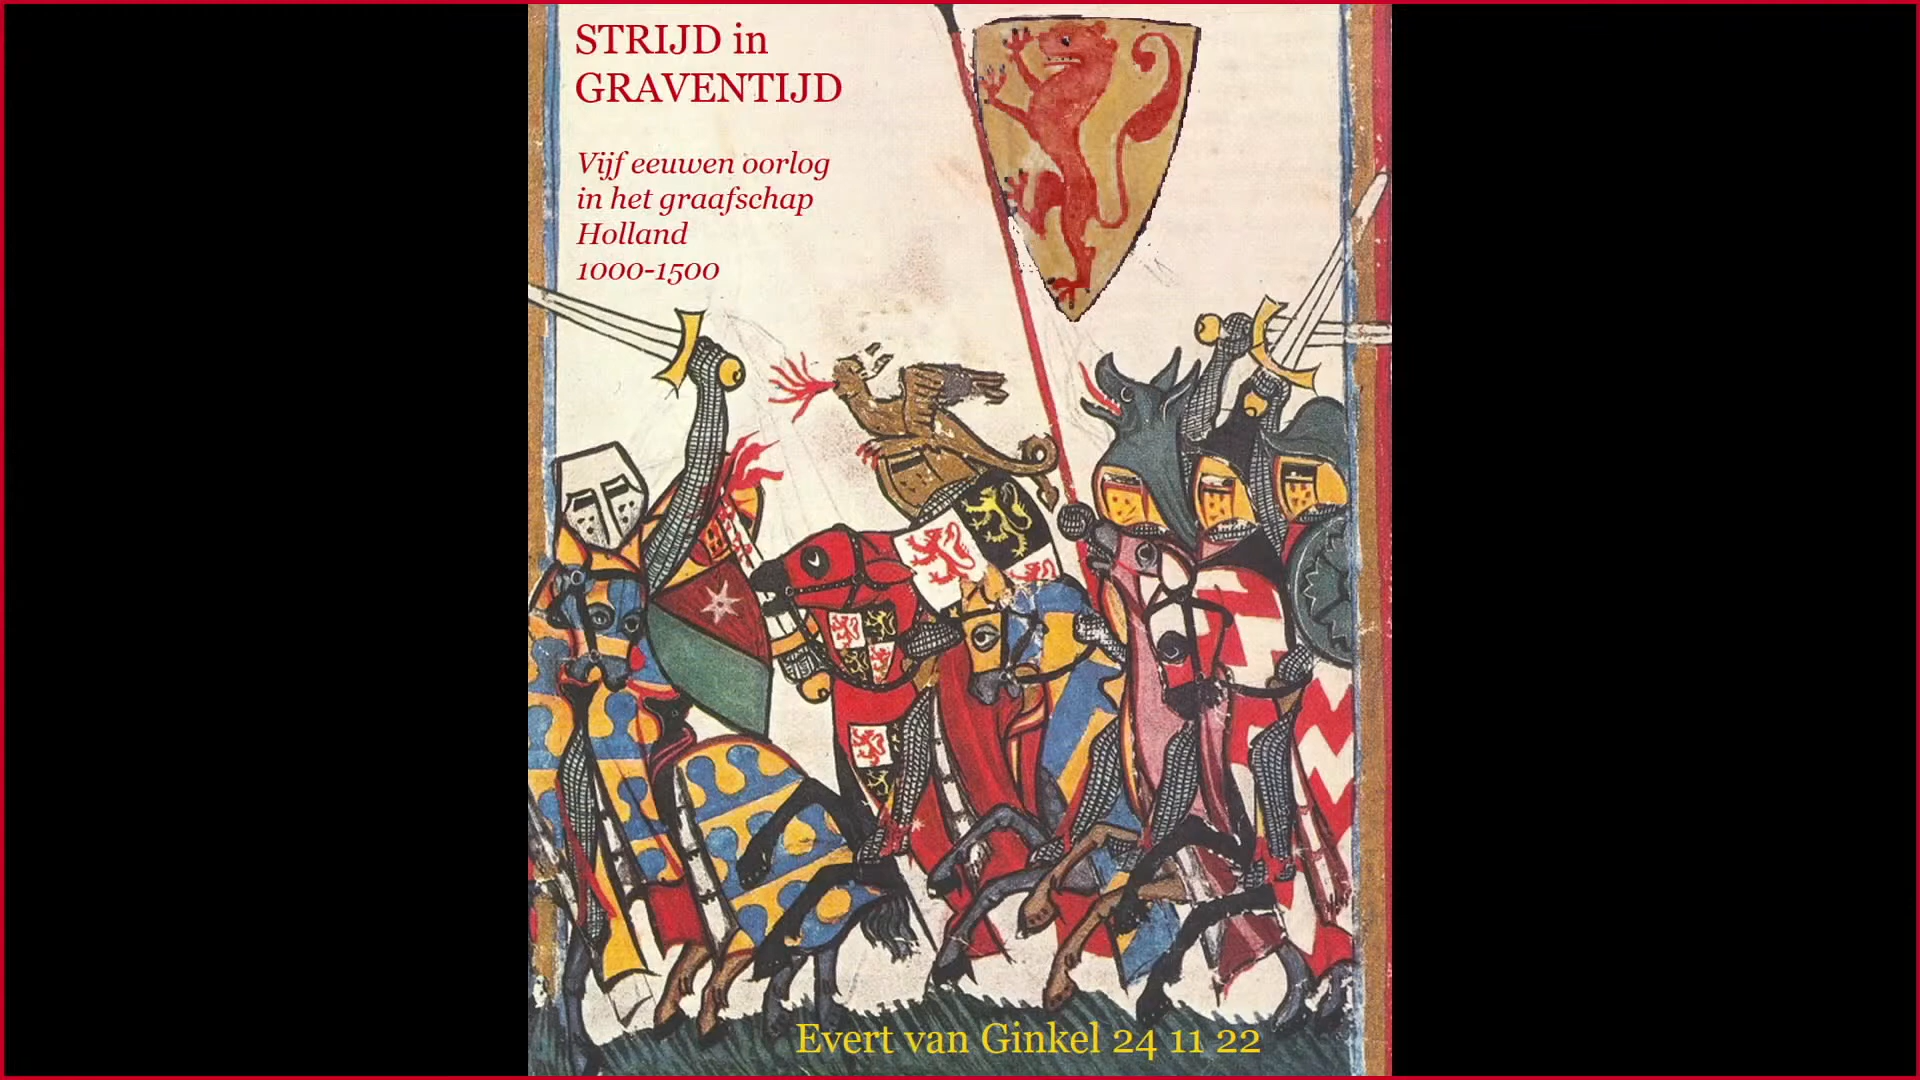 STRIJD in
GRAVENTIJD
Vijf eeuwen oorlog
in het graafschap
Holland
1000-1500
Evert van Ginkel 24 11 22